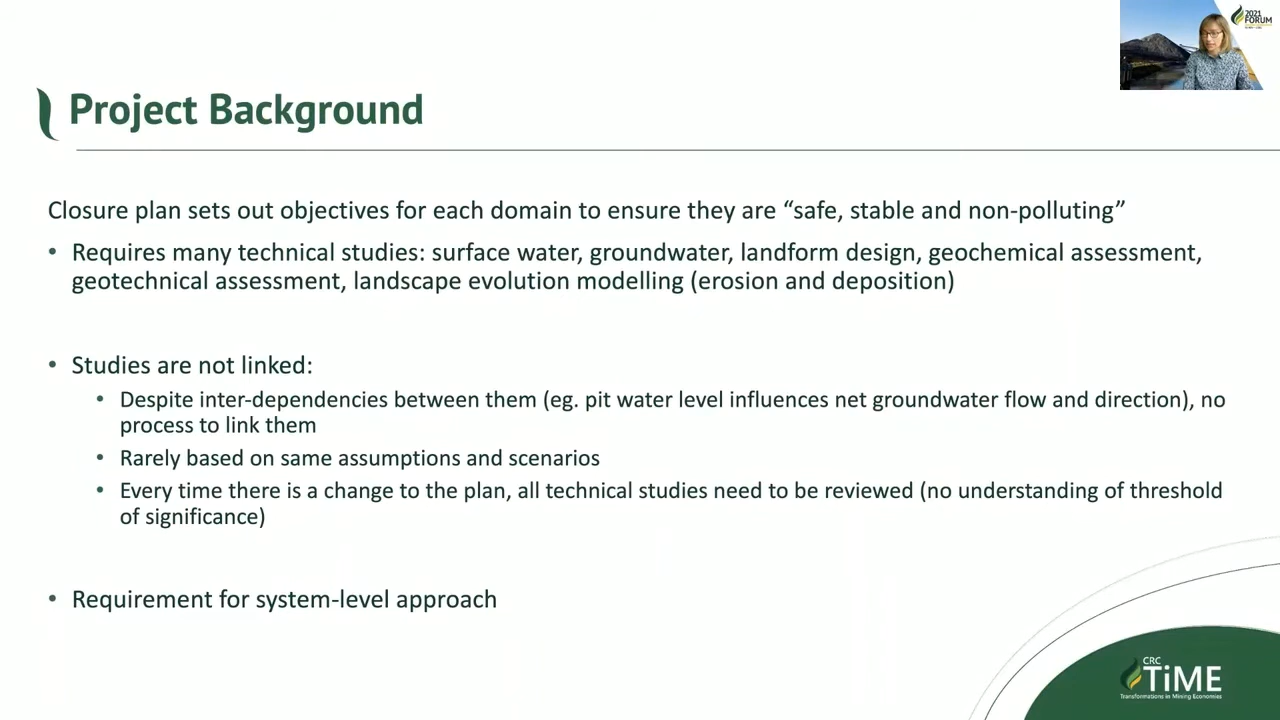 2021
FORUM
Project Background
Closure plan sets out objectives for each domain to ensure they are “safe, stable and non-polluting”
• Requires many technical studies: surface water, groundwater, landform design, geochemical assessment,
geotechnical assessment, landscape evolution modelling (erosion and deposition)
• Studies are not linked:
• Despite inter-dependencies between them (eg. pit water level influences net groundwater flow and direction), no
process to link them
• Rarely based on same assumptions and scenarios
• Every time there is a change to the plan, all technical studies need to be reviewed (no understanding of threshold
of significance)
• Requirement for system-level approach
CRC
TiME
Transformations in Mining Economies